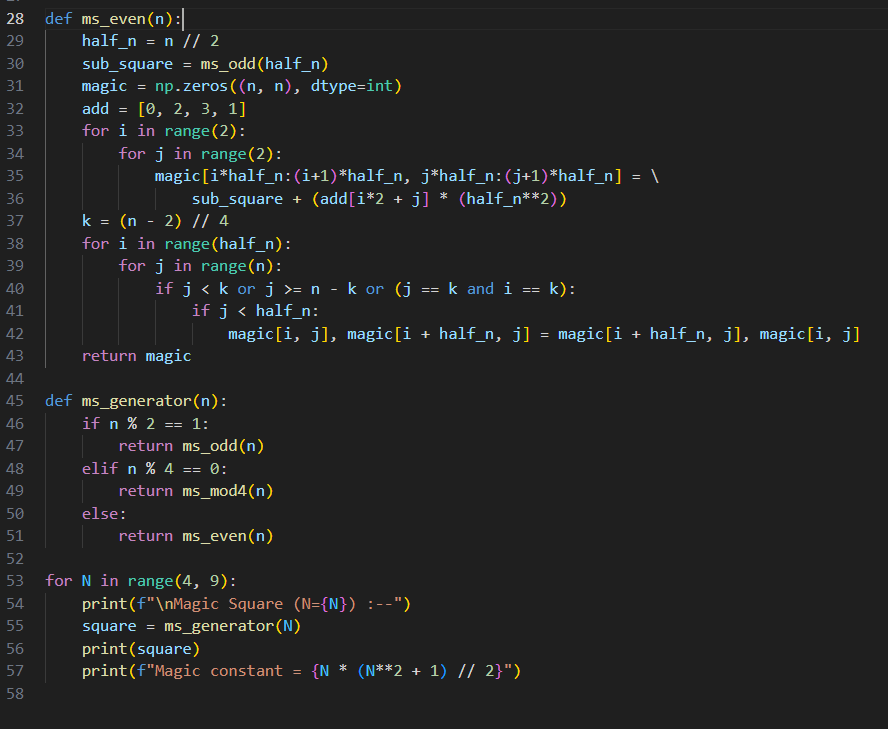 28 def ms_even(n):
29     half_n = n // 2
30     sub_square = ms_odd(half_n)
31     magic = np.zeros((n, n), dtype=int)
32     add = [0, 2, 3, 1]
33     for i in range(2):
34         for j in range(2):
35             magic[i*half_n:(i+1)*half_n, j*half_n:(j+1)*half_n] = \
36                 sub_square + (add[i*2 + j] * (half_n**2))
37     k = (n - 2) // 4
38     for i in range(half_n):
39         for j in range(n):
40             if j < k or j >= n - k or (j == k and i == k):
41                 if j < half_n:
42                     magic[i, j], magic[i + half_n, j] = magic[i + half_n, j], magic[i, j]
43     return magic
44
45 def ms_generator(n):
46     if n % 2 == 1:
47         return ms_odd(n)
48     elif n % 4 == 0:
49         return ms_mod4(n)
50     else:
51         return ms_even(n)
52
53 for N in range(4, 9):
54     print(f"\nMagic Square (N={N}) :--")
55     square = ms_generator(N)
56     print(square)
57     print(f"Magic constant = {N * (N**2 + 1) // 2}")
58